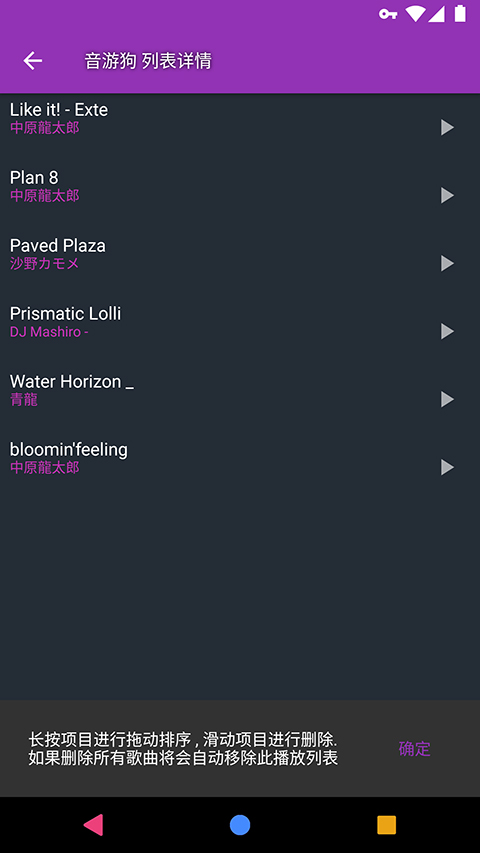 音游狗 列表详情
Like it! - Exte
中原龍太郎
Plan 8
中原龍太郎
Paved Plaza
沙野カモメ
Prismatic Lolli
DJ Mashiro -
Water Horizon _
青龍
bloomin'feeling
中原龍太郎
长按项目进行拖动排序 , 滑动项目进行删除.
如果删除所有歌曲将会自动移除此播放列表
确定